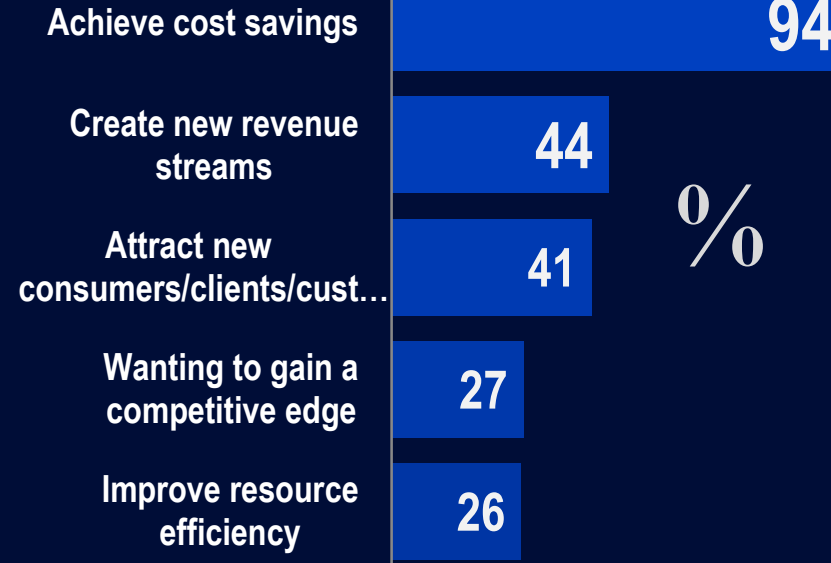 Achieve cost savings
94
Create new revenue
streams
44
%
Attract new
consumers/clients/cust…
41
Wanting to gain a
competitive edge
27
Improve resource
efficiency
26